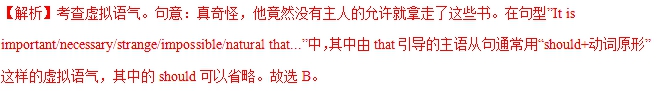 【解析】考查虚拟语气。句意：真奇怪，他竟然没有主人的允许就拿走了这些书。在句型”It is
important/necessary/strange/impossible/natural that...”中，其中由 that 引导的主语从句通常用“should+动词原形”
这样的虚拟语气，其中的 should 可以省略。故选 B。